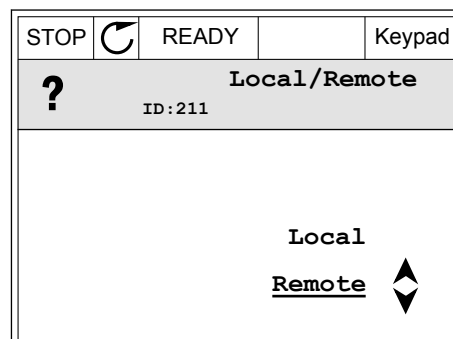 STOP READY Keypad
? Local/Remote
ID:211
Local
Remote